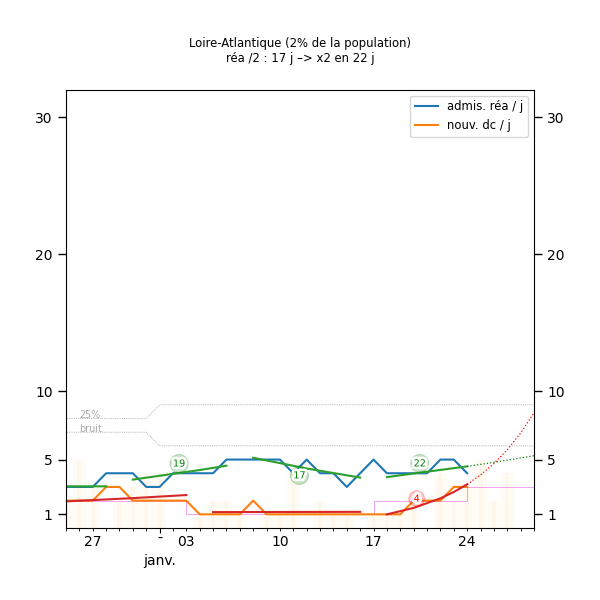 Loire-Atlantique (2% de la population)
réa /2 : 17 j –> x2 en 22 j
admis. réa / j
nouv. dc / j
30 30
20 20
10 10
25%
bruit
5 5
19 17 22
4
1 1
27 - 03 10 17 24
janv.